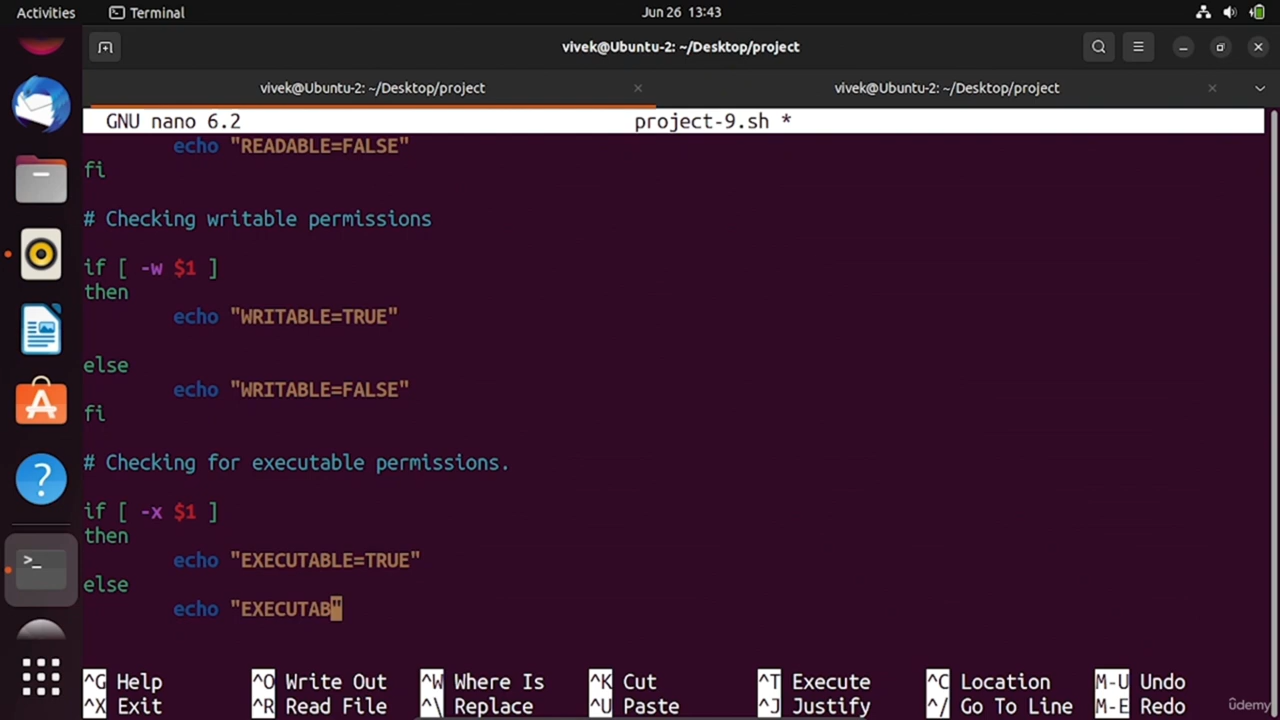 Activities Terminal Jun 26 13:43
vivek@Ubuntu-2: ~/Desktop/project
vivek@Ubuntu-2: ~/Desktop/project vivek@Ubuntu-2: ~/Desktop/project
GNU nano 6.2 project-9.sh *
echo "READABLE=FALSE"
fi
# Checking writable permissions
if [ -w $1 ]
then
echo "WRITABLE=TRUE"
else
echo "WRITABLE=FALSE"
fi
# Checking for executable permissions.
if [ -x $1 ]
then
echo "EXECUTABLE=TRUE"
else
echo "EXECUTAB"
^G Help ^O Write Out ^W Where Is ^K Cut ^T Execute ^C Location M-U Undo
^X Exit ^R Read File ^\ Replace ^U Paste ^J Justify ^/ Go To Line M-E Redo
udemy